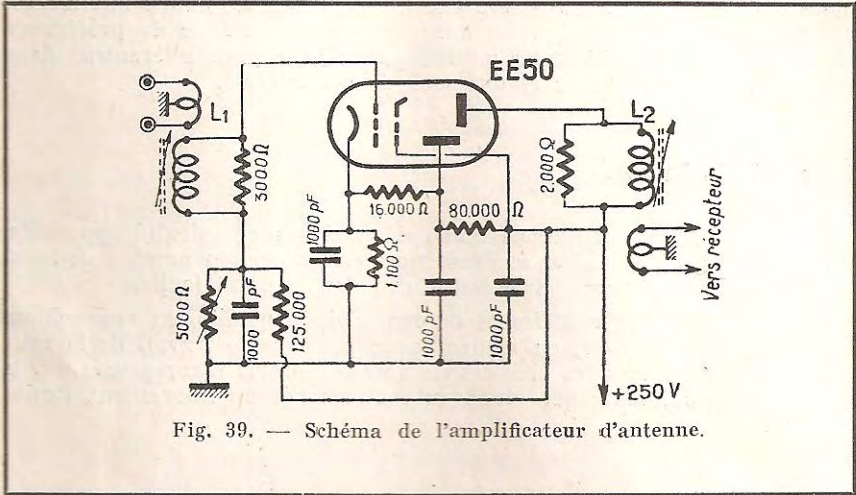 EE50
L1
L2
3000 Ω
2.000 Ω
16.000 Ω
80.000 Ω
1000 pF
1.100 Ω
5000 Ω
1000 pF
125.000
1000 pF
1000 pF
Vers récepteur
+250 V
Fig. 39. — Schéma de l'amplificateur d'antenne.